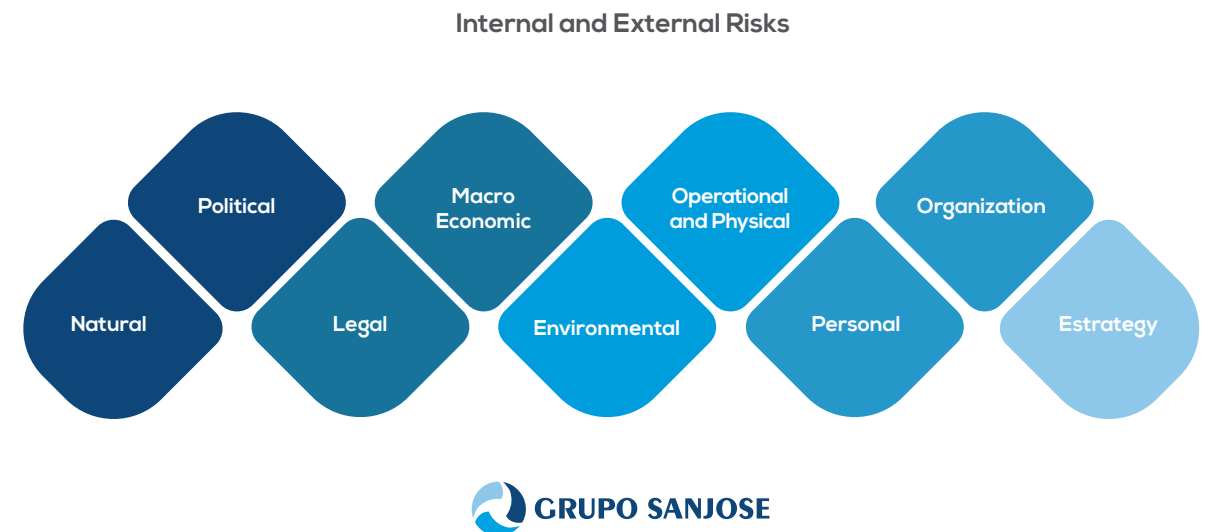 Internal and External Risks
Political
Macro
Economic
Operational
and Physical
Organization
Natural
Legal
Environmental
Personal
Estrategy
GRUPO SANJOSE